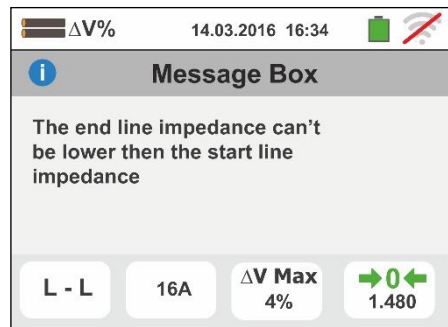 ΔV% 14.03.2016 16:34
i Message Box
The end line impedance can't
be lower then the start line
impedance
L - L 16A ΔV Max 4% →0← 1.480